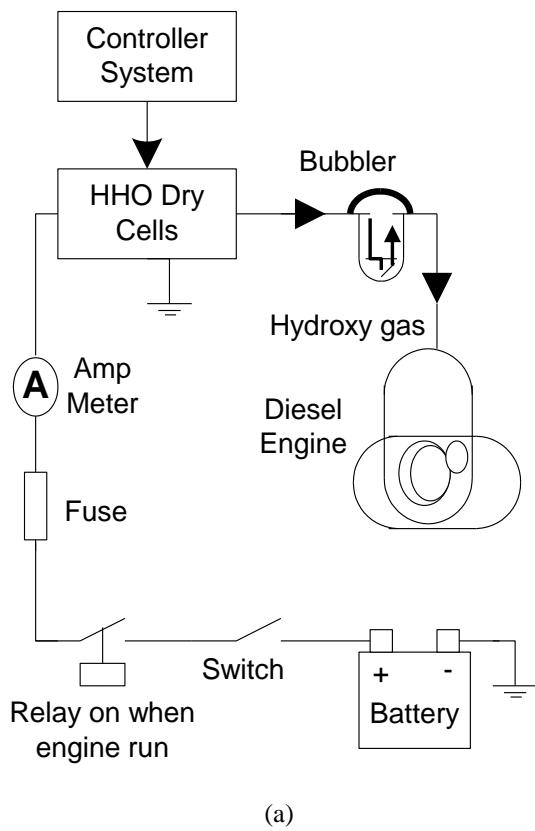 Controller
System
HHO Dry
Cells
Bubbler
Hydroxy gas
A
Amp
Meter
Diesel
Engine
Fuse
Switch
Relay on when
engine run
+ -
Battery
(a)